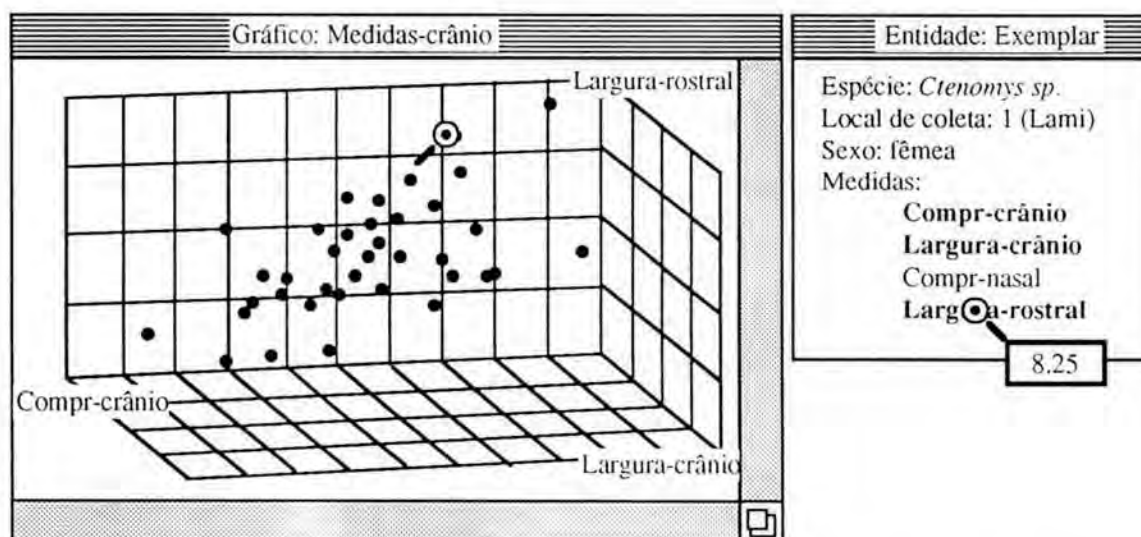 Gráfico: Medidas-crânio
Largura-rostral
Compr-crânio
Largura-crânio
Entidade: Exemplar
Espécie: Ctenomys sp.
Local de coleta: 1 (Lami)
Sexo: fêmea
Medidas:
Compr-crânio
Largura-crânio
Compr-nasal
Larg a-rostral
8.25